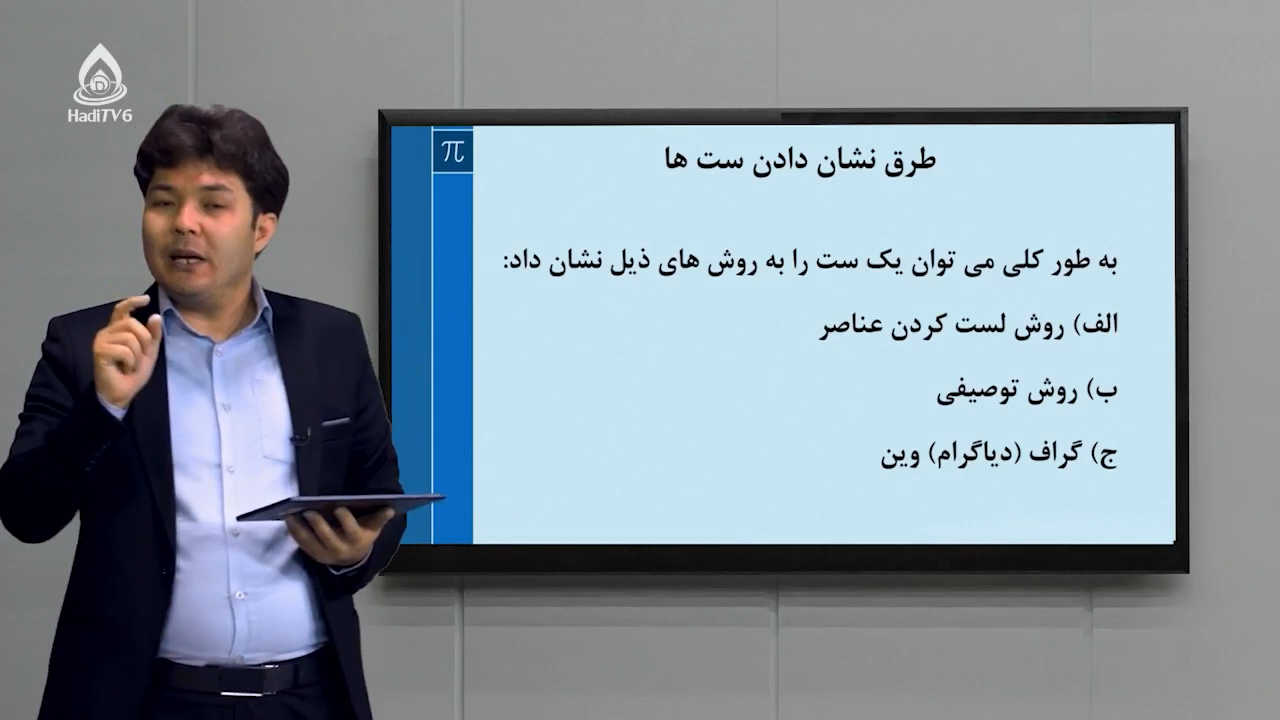 HadiTV6
π
طرق نشان دادن ست ها
به طور کلی می توان یک ست را به روش های ذیل نشان داد:
الف) روش لست کردن عناصر
ب) روش توصیفی
ج) گراف (دیاگرام) وین